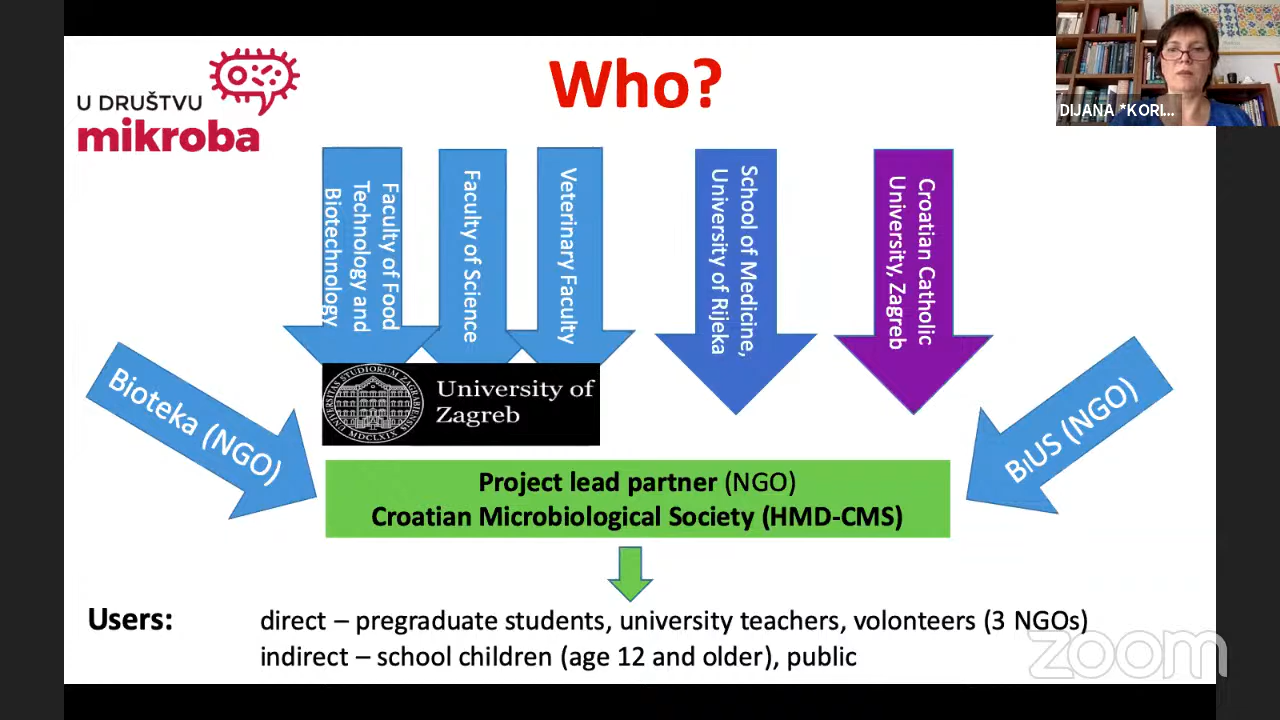 U DRUŠTVU
mikroba
Who?
DIJANA *KORI...
Faculty of Food
Technology and
Biotechnology
Faculty of Science
Veterinary Faculty
School of Medicine,
University of Rijeka
Croatian Catholic
University, Zagreb
Bioteka (NGO)
University of
Zagreb
BIUS (NGO)
Project lead partner (NGO)
Croatian Microbiological Society (HMD-CMS)
Users:
direct – pregraduate students, university teachers, volunteers (3 NGOs)
indirect – school children (age 12 and older), public
zoom